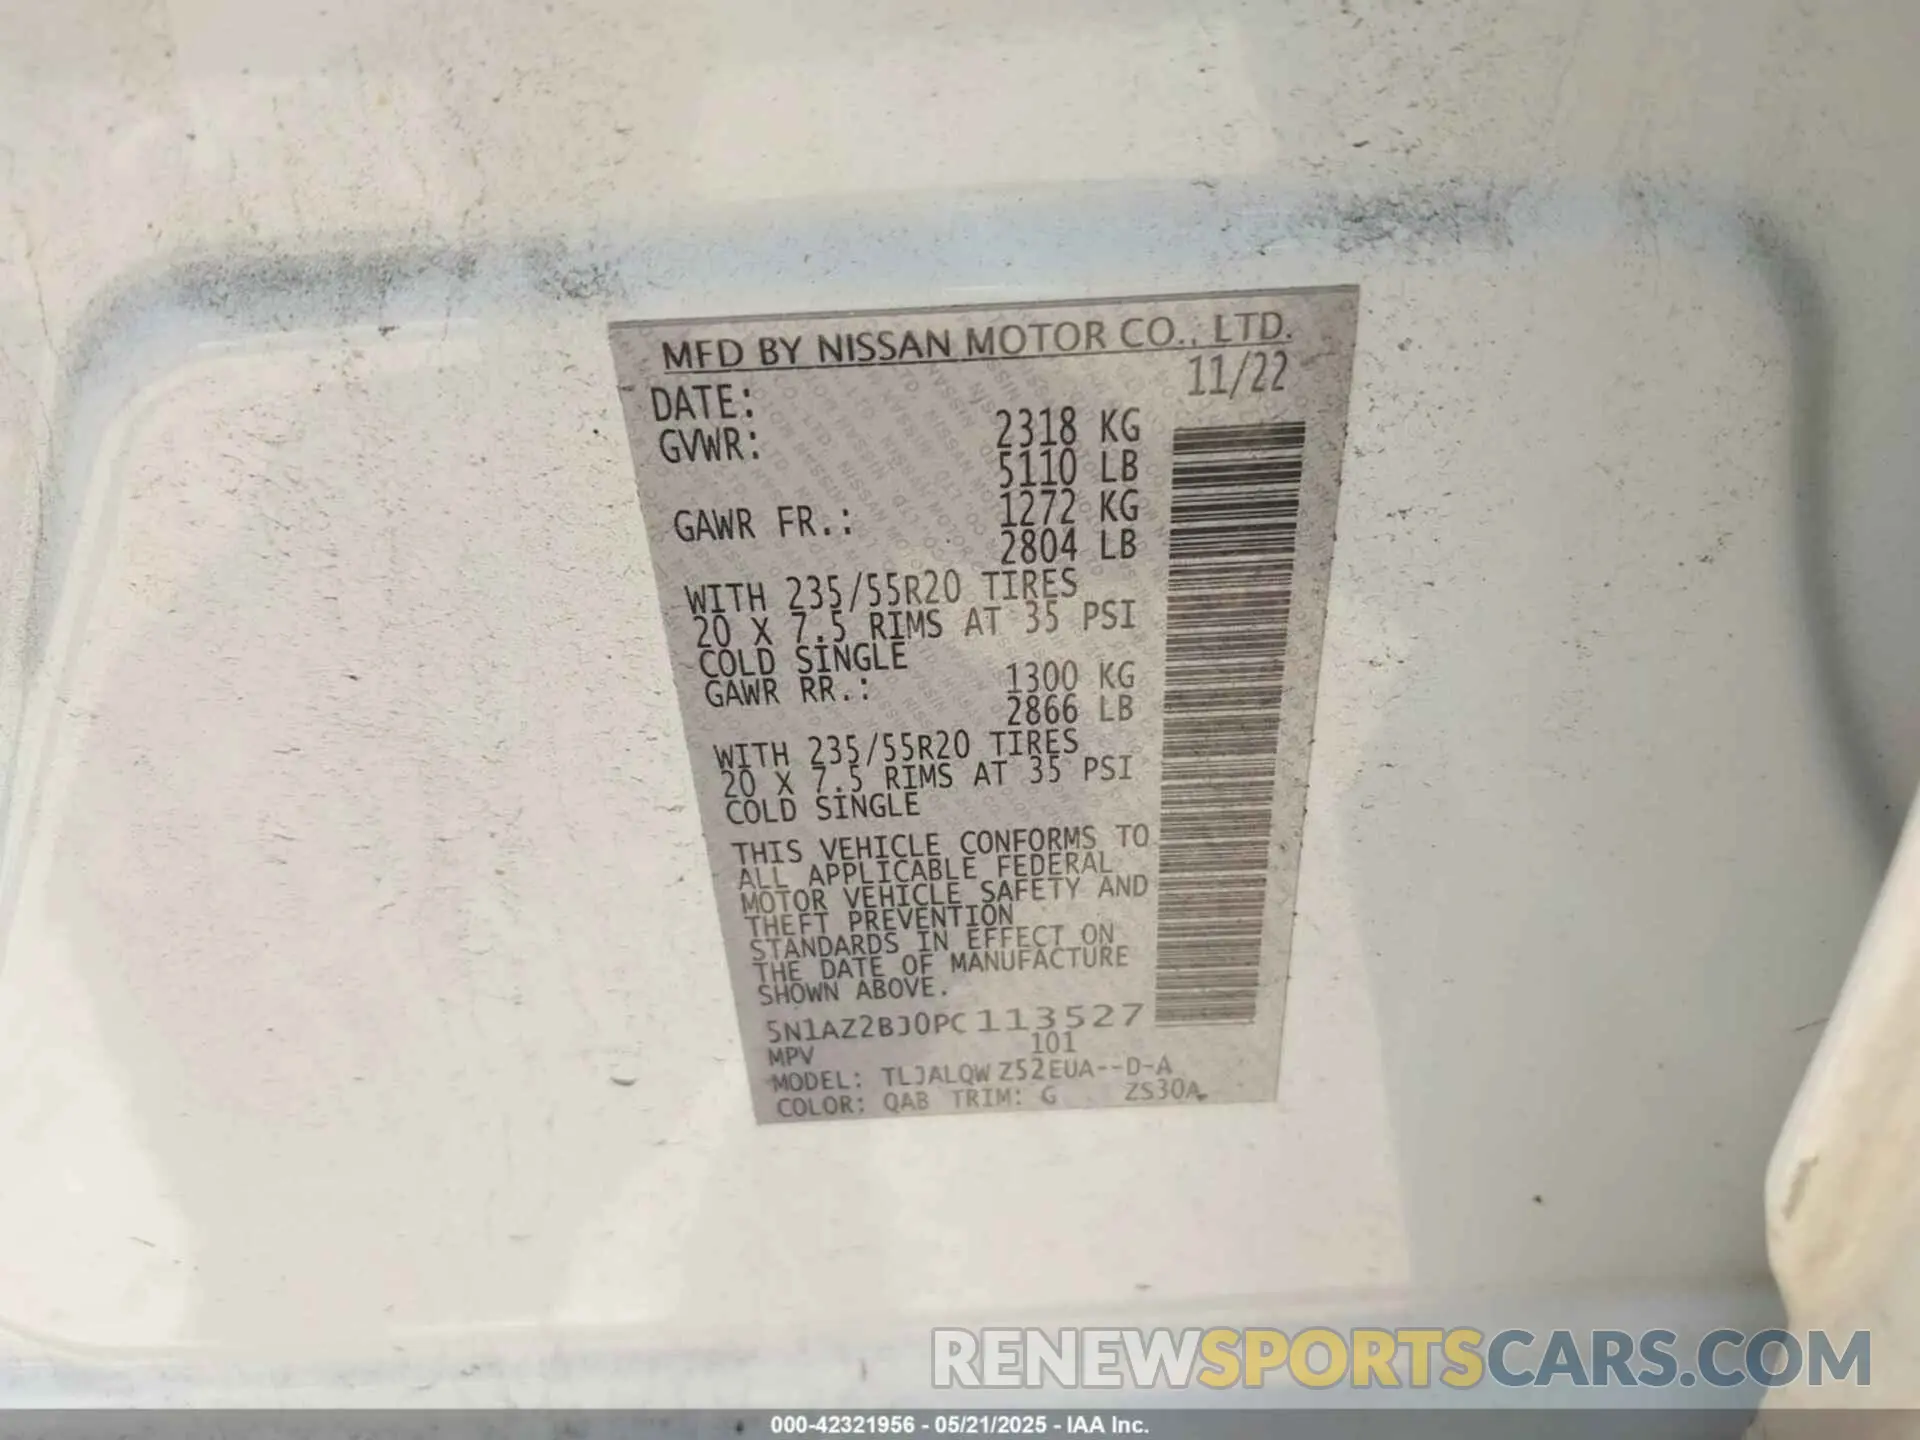 MFD BY NISSAN MOTOR CO., LTD.
DATE: 11/22
GVWR: 2318 KG
5110 LB
GAWR FR.: 1272 KG
2804 LB
WITH 235/55R20 TIRES
20 X 7.5 RIMS AT 35 PSI
COLD SINGLE
GAWR RR.: 1300 KG
2866 LB
WITH 235/55R20 TIRES
20 X 7.5 RIMS AT 35 PSI
COLD SINGLE
THIS VEHICLE CONFORMS TO
ALL APPLICABLE FEDERAL
MOTOR VEHICLE SAFETY AND
THEFT PREVENTION
STANDARDS IN EFFECT ON
THE DATE OF MANUFACTURE
SHOWN ABOVE.
5N1AZ2BJ0PC113527
MPV 101
MODEL: TLJALQWZ52EUA--D-A
COLOR: QAB TRIM: G ZS30A
RENEWSPORTSCARS.COM
000-42321956 - 05/21/2025 - IAA Inc.